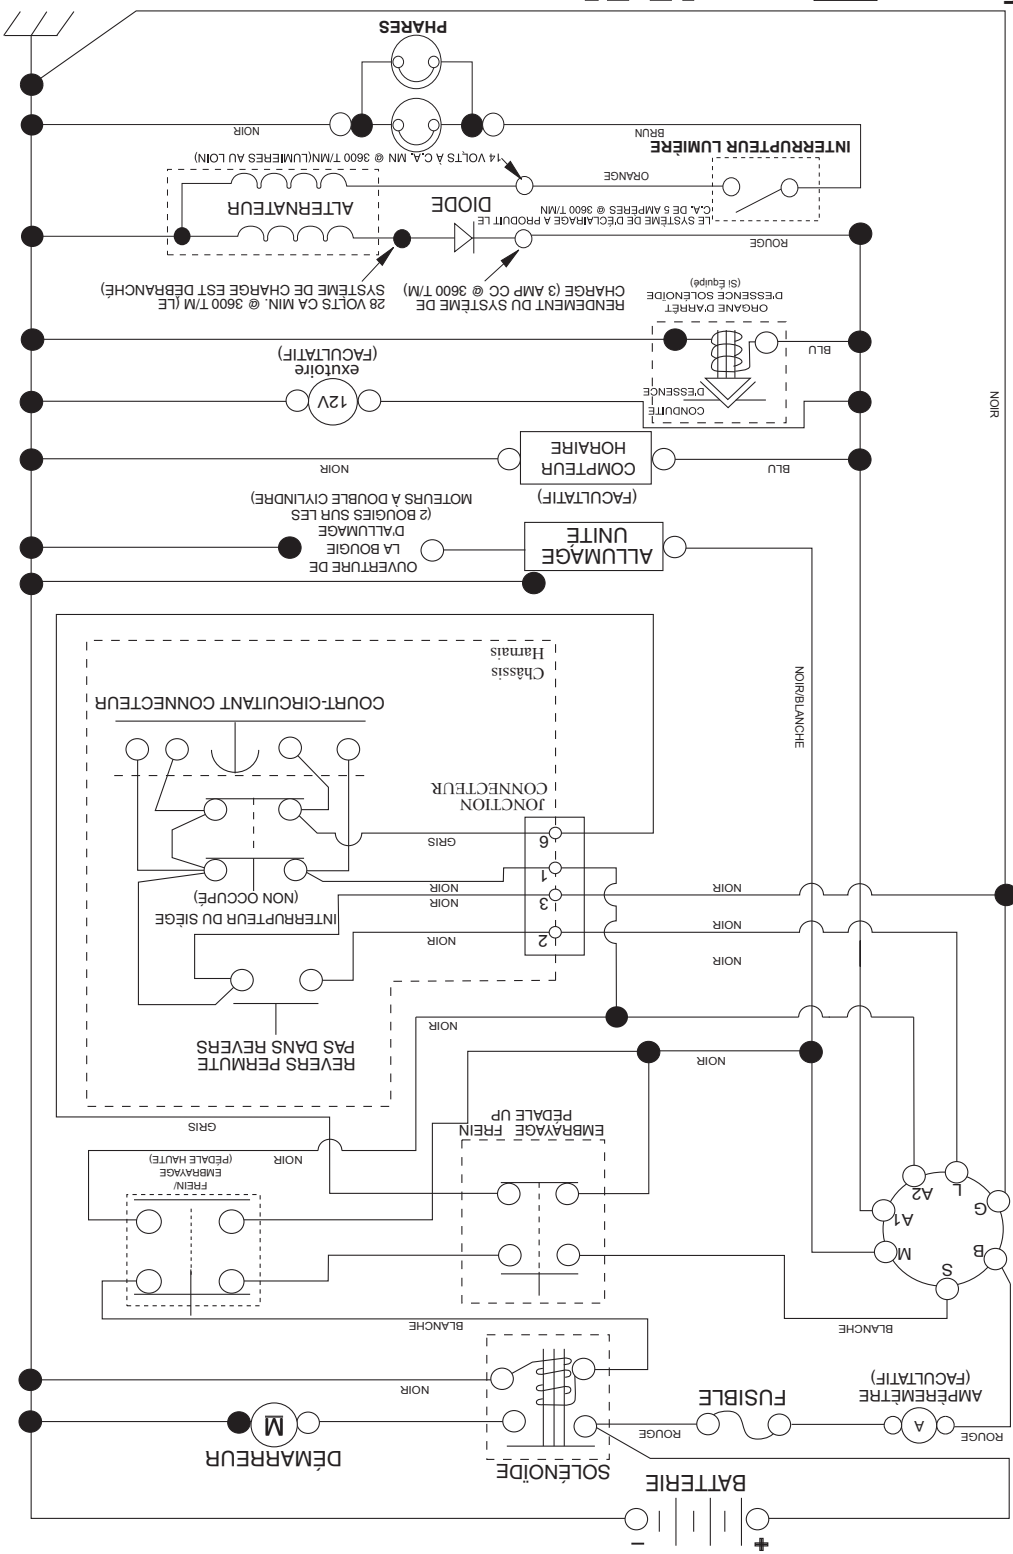 +
BATTERIE
-
SOLÉNOÏDE
DÉMARREUR
ROUGE
A
AMPÈREMÈTRE
(FACULTATIF)
FUSIBLE
ROUGE
M
NOIR
BLANCHE
BLANCHE
S
B
M
G
A1
L
A2
FREIN/
EMBRAYAGE
(PÉDALE HAUTE)
NOIR
GRIS
EMBRAYAGE FREIN
PÉDALE UP
NOIR
NOIR
REVERS PERMUTE
PAS DANS REVERS
NOIR
NOIR
2
NOIR
NOIR
3
NOIR
NOIR
1
INTERRUPTEUR DU SIÈGE
(NON OCCUPÉ)
6
GRIS
JONCTION
CONNECTEUR
COURT-CIRCUITANT CONNECTEUR
Châssis
Harnais
NOIR/BLANCHE
NOIR
ALLUMAGE
UNITÉ
OUVERTURE DE
LA BOUGIE
D'ALLUMAGE
(2 BOUGIES SUR LES
MOTEURS À DOUBLE CIYLINDRE)
(FACULTATIF)
COMPTEUR
HORAIRE
BLU
NOIR
CONDUITE
D'ESSENCE
12V
exutoire
(FACULTATIF)
BLU
ORGANE D'ARRÉT
D'ESSENCE SOLÉNOÏDE
(Si Équipé)
RENDEMENT DU SYSTÈME DE
CHARGE (3 AMP CC @ 3600 T/M)
28 VOLTS CA MIN. @ 3600 T/M (LE
SYSTÈME DE CHARGE EST DÉBRANCHÉ)
ROUGE
LE SYSTÈME DE D'ÉCLAIRAGE A PRODUIT LE
C.A. DE 5 AMPÈRES @ 3600 T/MN
DIODE
ALTERNATEUR
ORANGE
14 VOLTS À C.A. MN @ 3600 T/MN(LUMIERES AU LOIN)
INTERRUPTEUR LUMIÈRE
BRUN
NOIR
PHARES